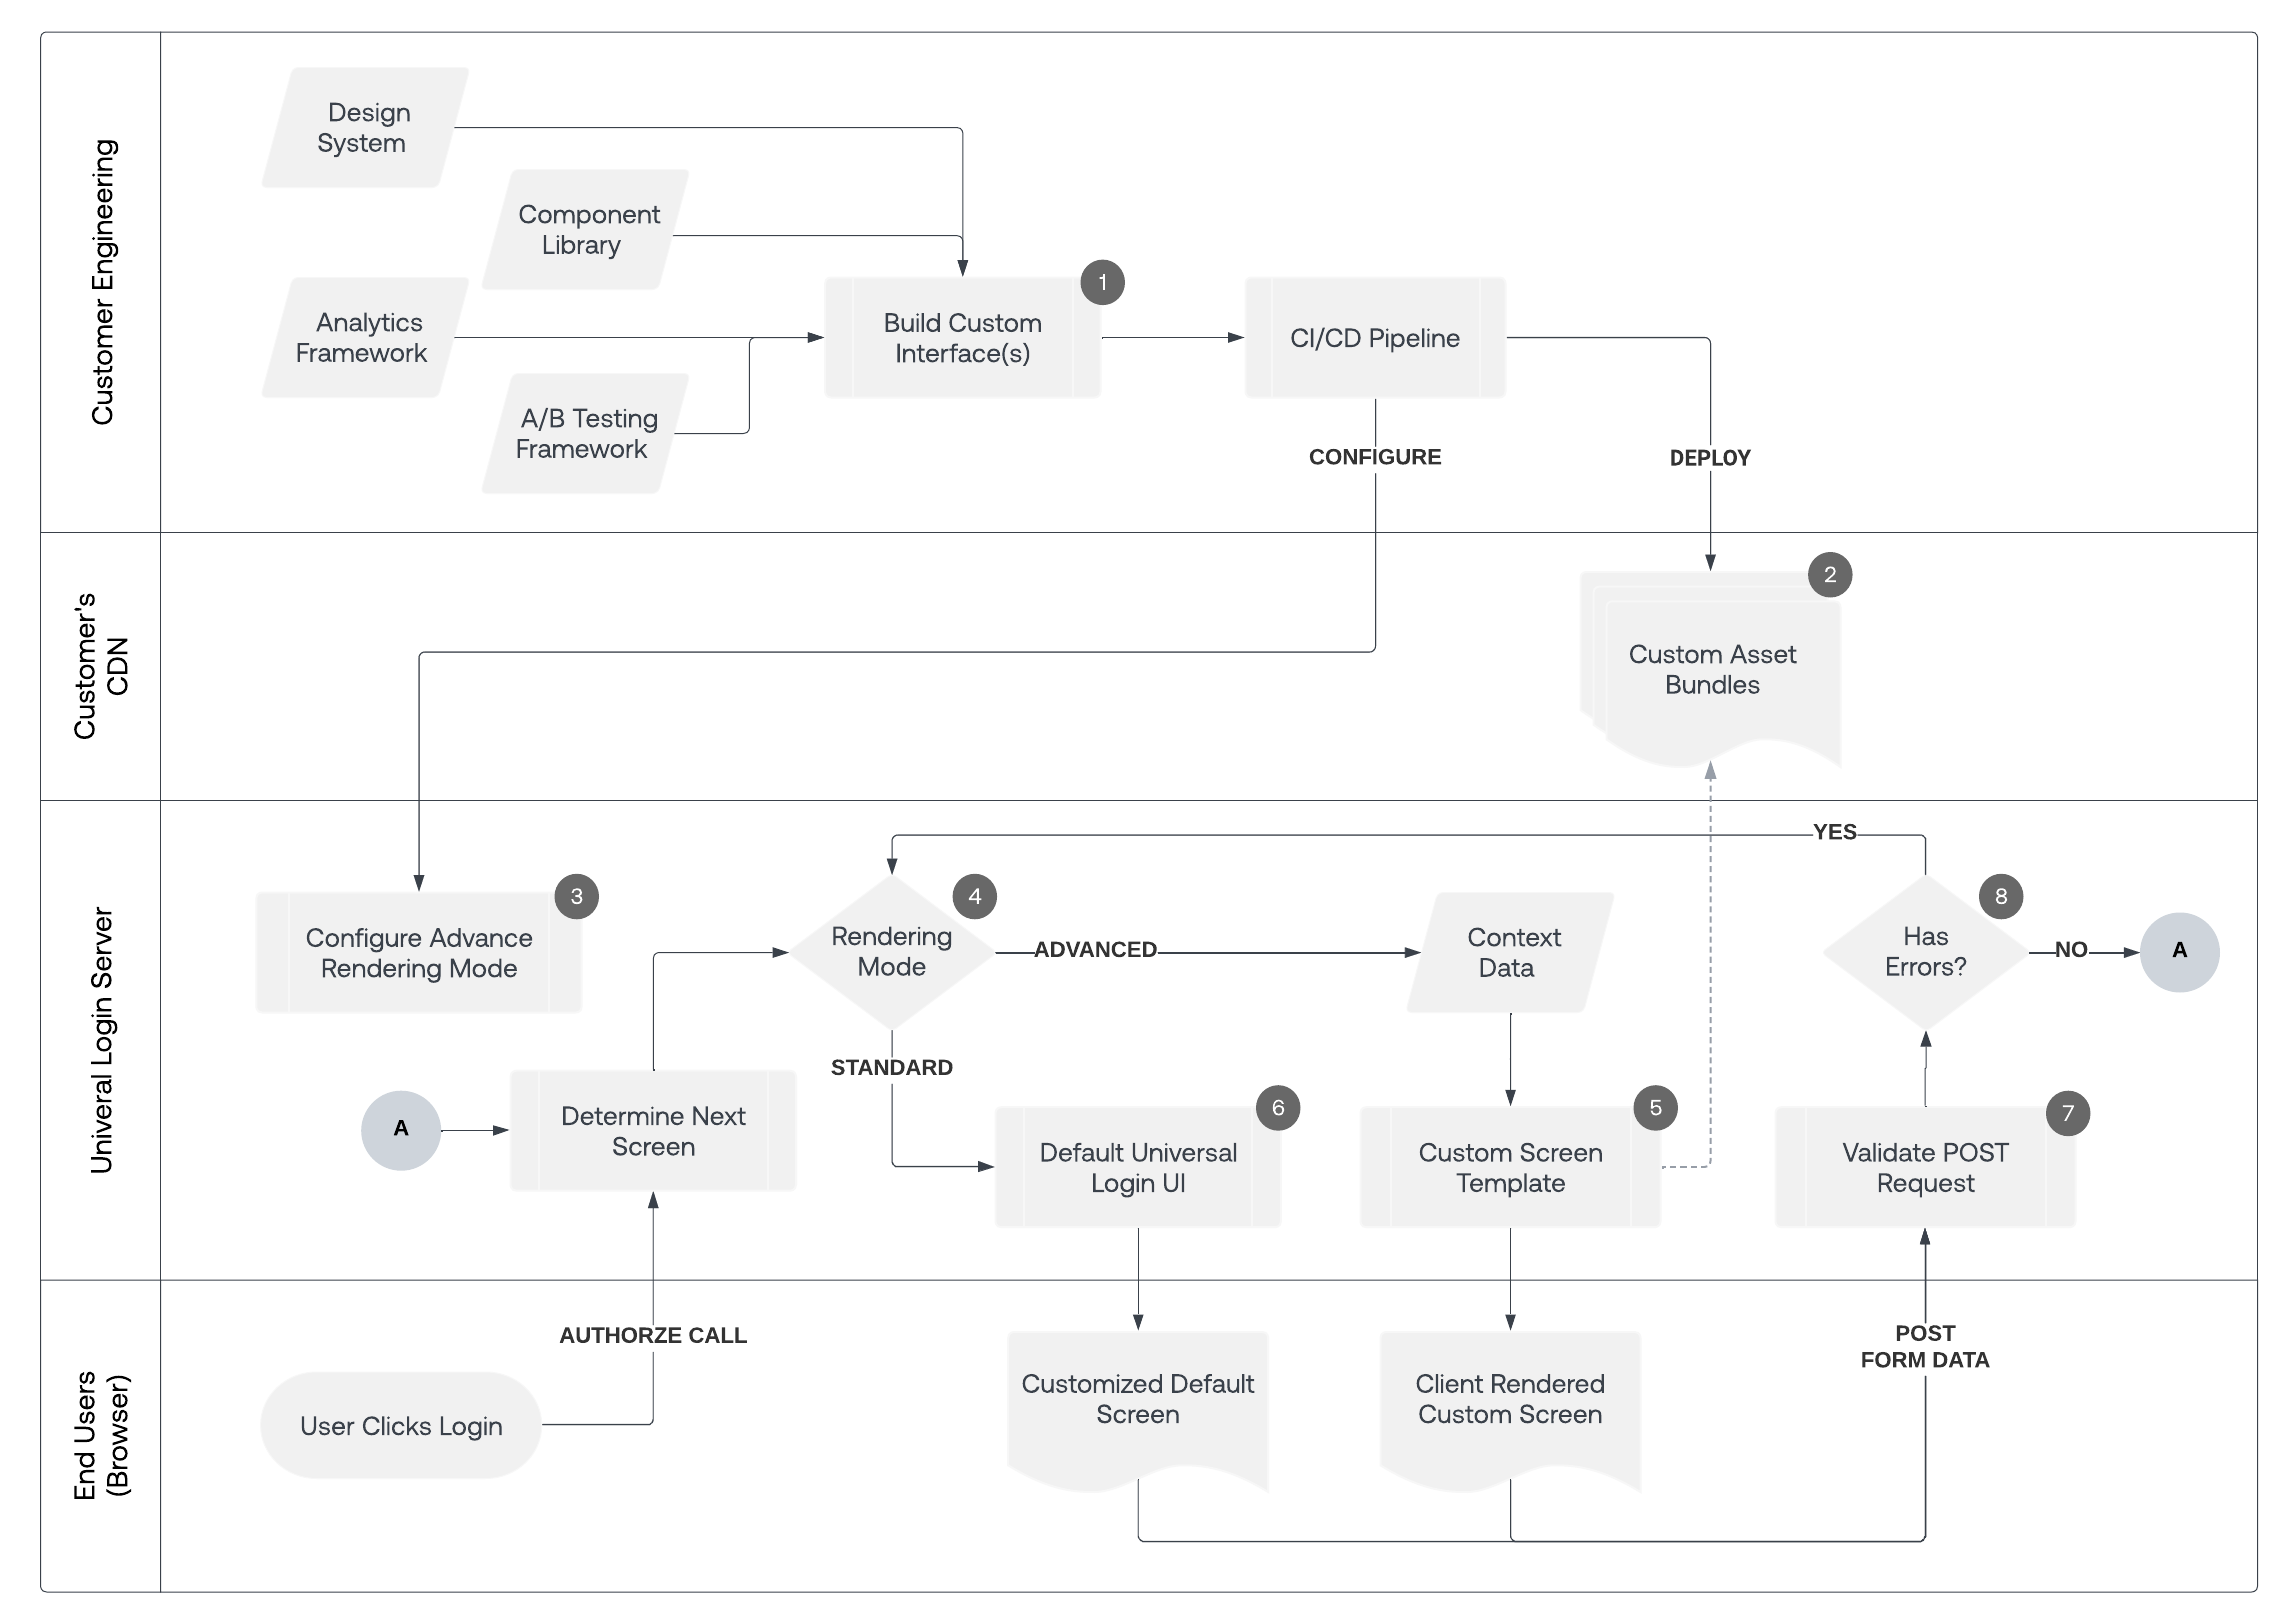 Customer Engineering
Design
System
Component
Library
Analytics
Framework
A/B Testing
Framework
1
Build Custom
Interface(s)
CI/CD Pipeline
CONFIGURE
DEPLOY
Customer's
CDN
2
Custom Asset
Bundles
Univeral Login Server
YES
3
Configure Advance
Rendering Mode
4
Rendering
Mode
ADVANCED
Context
Data
8
Has
Errors?
NO
A
STANDARD
A
Determine Next
Screen
6
Default Universal
Login UI
5
Custom Screen
Template
7
Validate POST
Request
End Users
(Browser)
AUTHORZE CALL
User Clicks Login
Customized Default
Screen
Client Rendered
Custom Screen
POST
FORM DATA